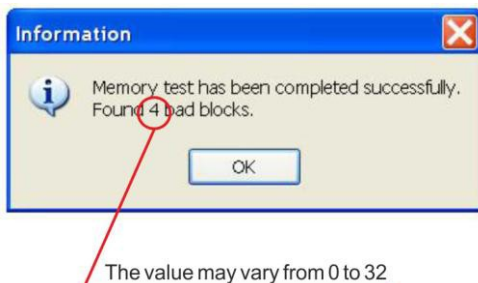 Information
Memory test has been completed successfully.
Found 4 bad blocks.
OK
The value may vary from 0 to 32